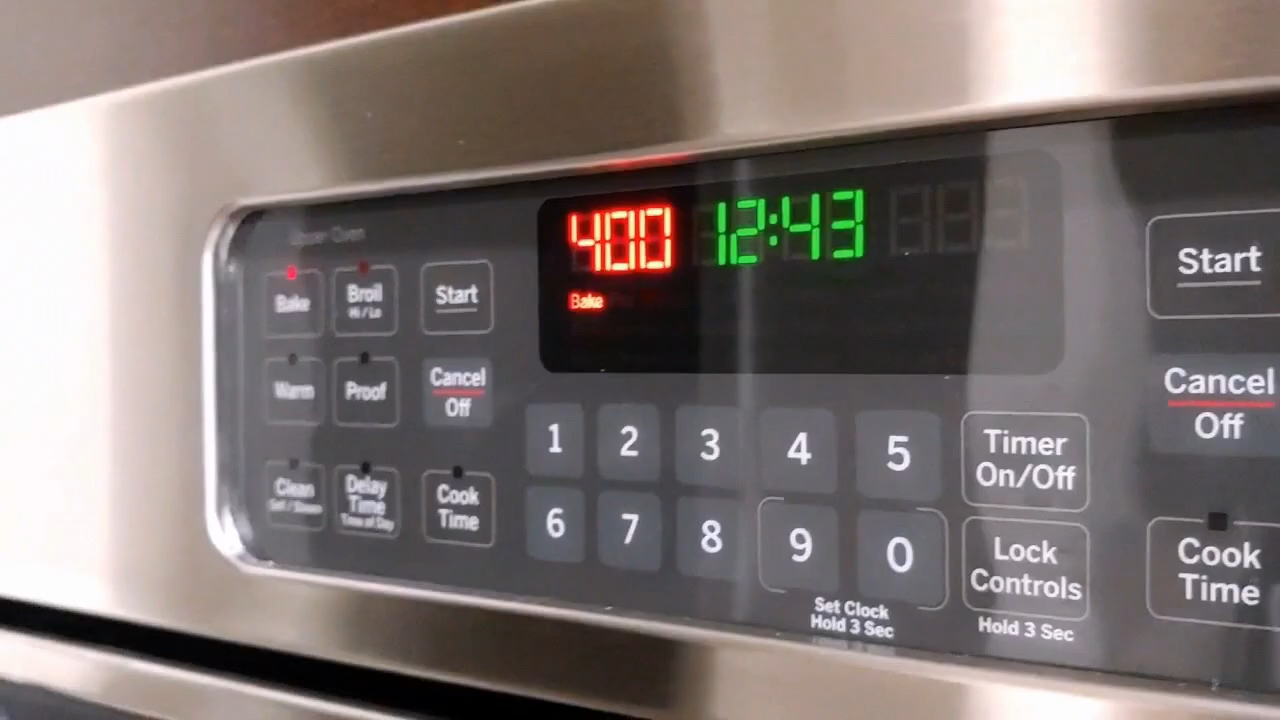 Upper Oven
400 12:43
Bake
Bake
Broil
Hi / Lo
Start
Warm
Proof
Cancel
Off
Clean
Self / Steam
Delay
Time
Time of Day
Cook
Time
1 2 3 4 5
6 7 8 9 0
Set Clock
Hold 3 Sec
Timer
On/Off
Lock
Controls
Hold 3 Sec
Start
Cancel
Off
Cook
Time